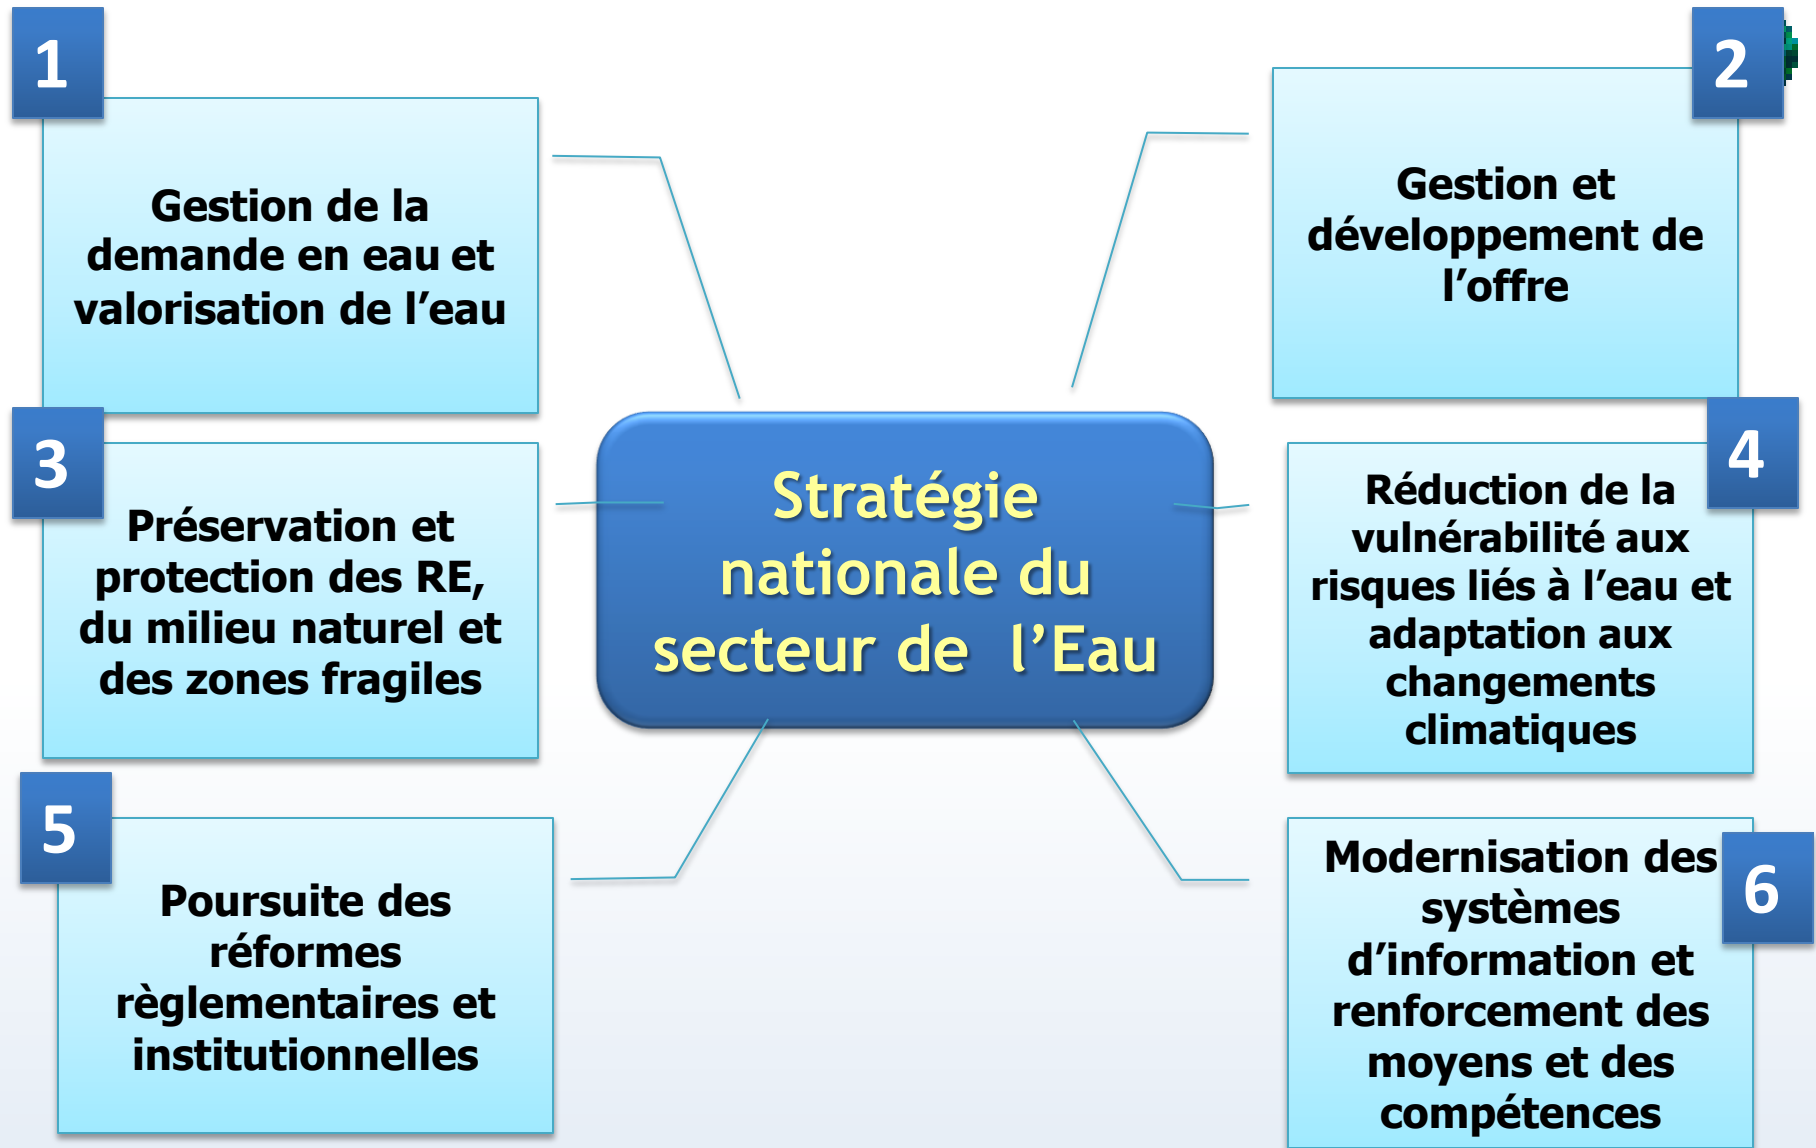 1
Gestion de la
demande en eau et
valorisation de l’eau
2
Gestion et
développement de
l’offre
Stratégie
nationale du
secteur de l’Eau
3
Préservation et
protection des RE,
du milieu naturel et
des zones fragiles
4
Réduction de la
vulnérabilité aux
risques liés à l’eau et
adaptation aux
changements
climatiques
5
Poursuite des
réformes
règlementaires et
institutionnelles
6
Modernisation des
systèmes
d’information et
renforcement des
moyens et des
compétences